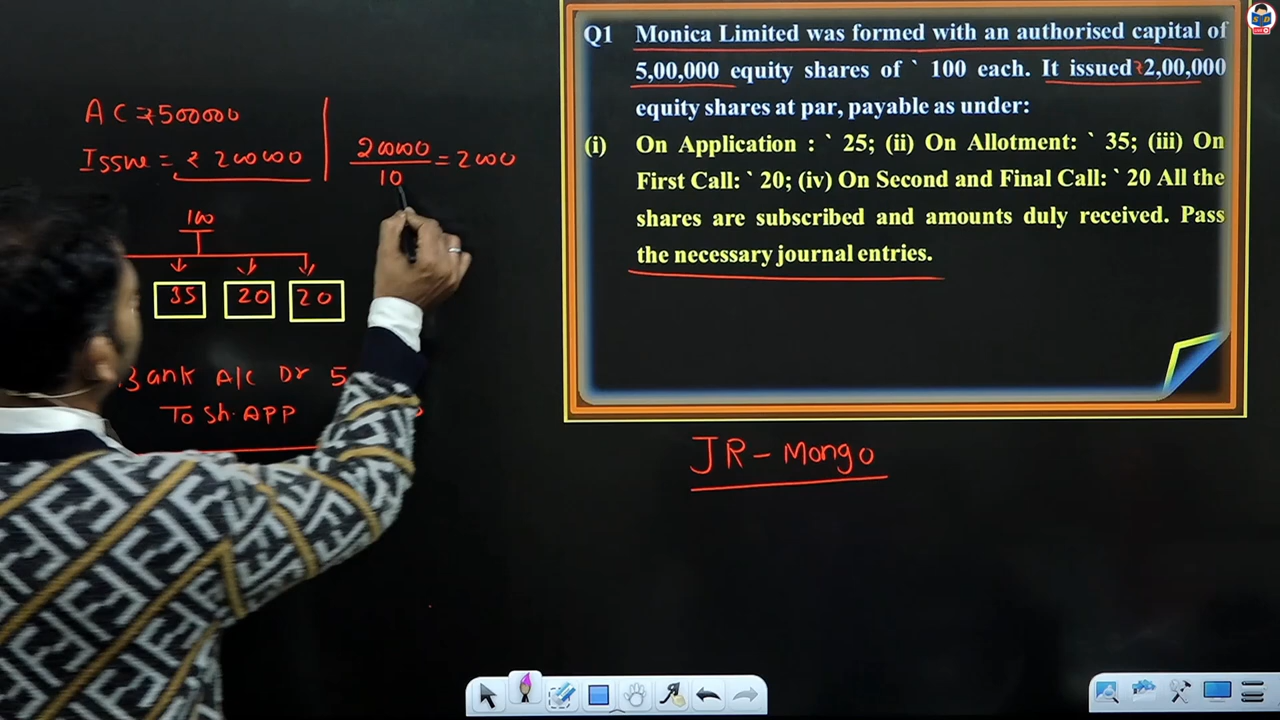 Q1 Monica Limited was formed with an authorised capital of
5,00,000 equity shares of ` 100 each. It issued ₹2,00,000
equity shares at par, payable as under:
(i) On Application : ` 25; (ii) On Allotment: ` 35; (iii) On
First Call: ` 20; (iv) On Second and Final Call: ` 20 All the
shares are subscribed and amounts duly received. Pass
the necessary journal entries.
AC ₹500000
Issue = ₹ 200000
200000
10
= 2000
100
35 20 20
Bank A/c Dr 5
To Sh. APP
JR - Mango